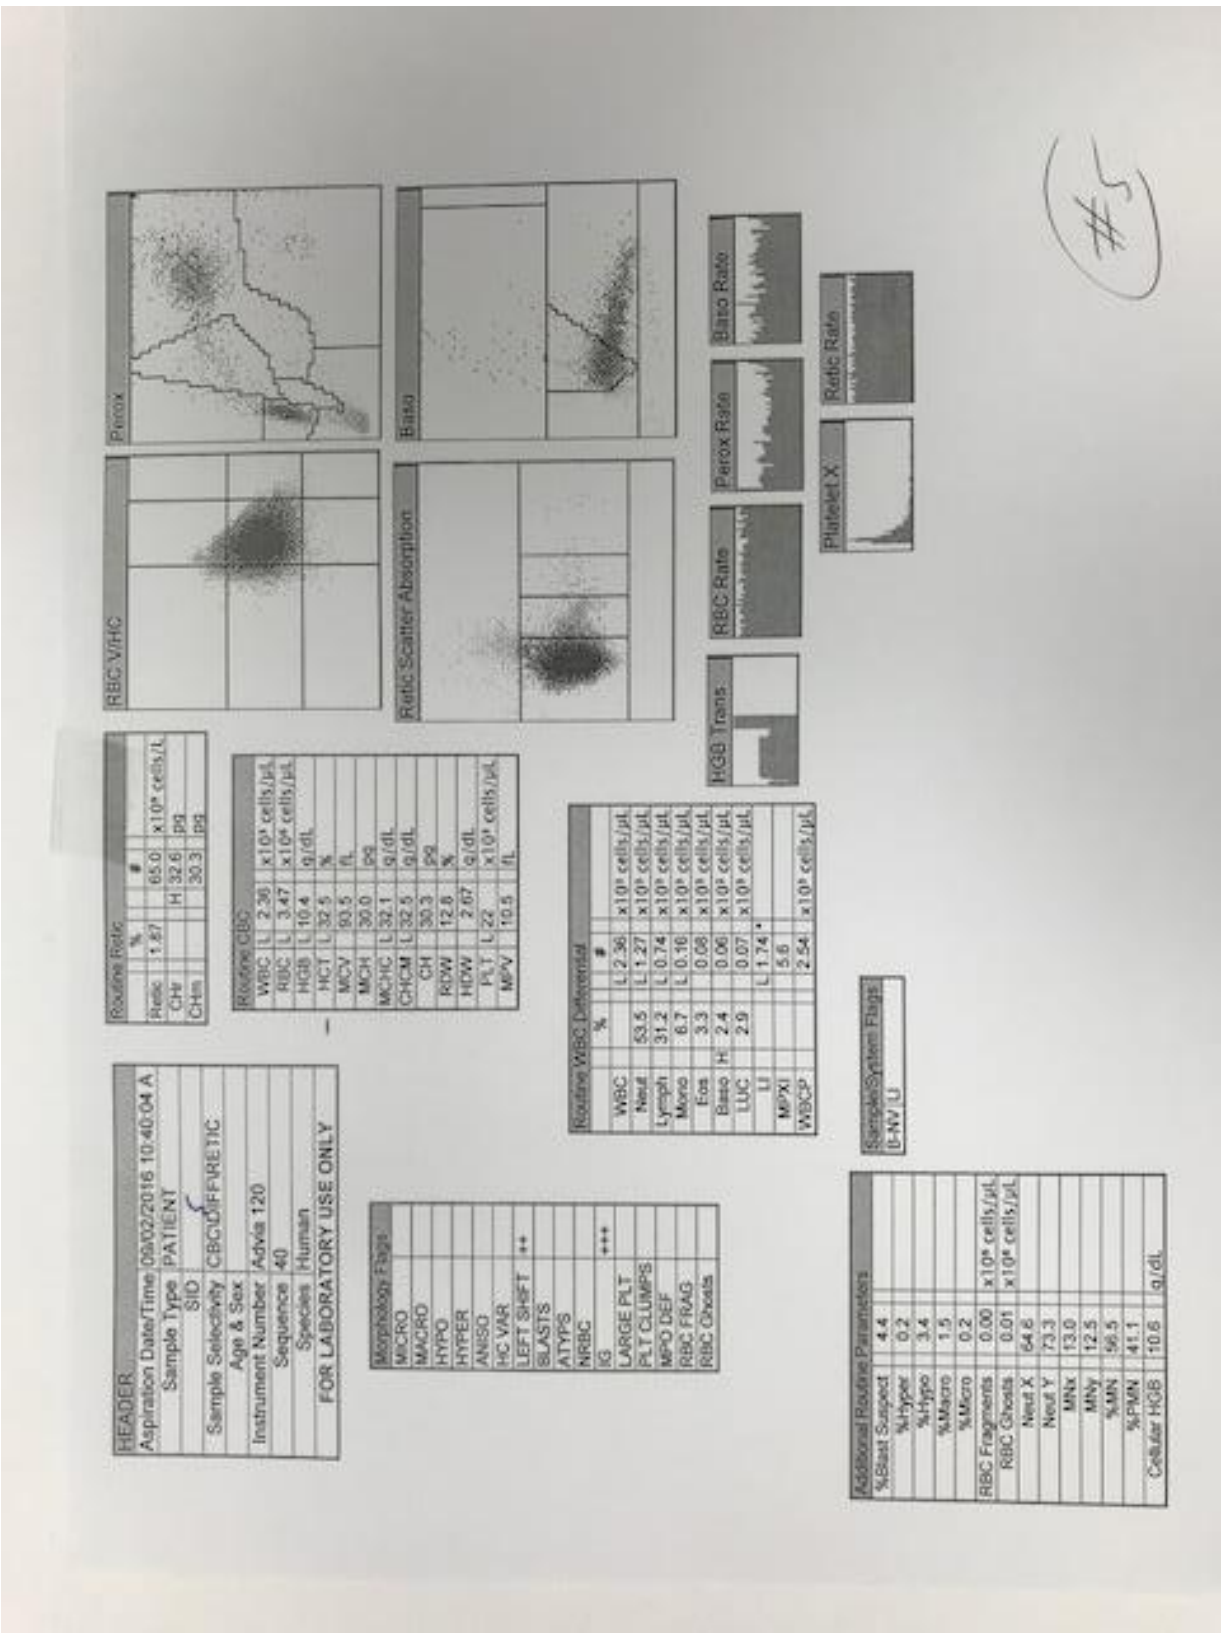 HEADER
Aspiration Date/Time 09/02/2016 10:40:04 A
Sample Type PATIENT
SID
Sample Selectivity CBC\DIFF\RETIC
Age & Sex
Instrument Number Advia 120
Sequence 40
Species Human
FOR LABORATORY USE ONLY
Morphology Flags
MICRO
MACRO
HYPO
HYPER
ANISO
HC VAR
LEFT SHIFT ++
BLASTS
ATYPS
NRBC
IG +++
LARGE PLT
PLT CLUMPS
MPO DEF
RBC FRAG
RBC Ghosts
Additional Routine Parameters
%Blast Suspect 4.4
%Hyper 0.2
%Hypo 3.4
%Macro 1.5
%Micro 0.2
RBC Fragments 0.00 x10⁶ cells/µL
RBC Ghosts 0.01 x10⁶ cells/µL
Neut X 64.6
Neut Y 73.3
MNx 13.0
MNy 12.5
%MN 56.5
%PMN 41.1
Cellular HGB 10.6 g/dL
Sample/System Flags
B-NV LI
Routine Retic
% #
Retic 1.87 65.0 x10⁹ cells/L
CHr H 32.6 pg
CHm 30.3 pg
Routine CBC
WBC L 2.36 x10³ cells/µL
RBC L 3.47 x10⁶ cells/µL
HGB L 10.4 g/dL
HCT L 32.5 %
MCV 93.5 fL
MCH 30.0 pg
MCHC L 32.1 g/dL
CHCM L 32.5 g/dL
CH 30.3 pg
RDW 12.8 %
HDW 2.67 g/dL
PLT L 22 x10³ cells/µL
MPV 10.5 fL
Routine WBC Differential
% #
WBC L 2.36 x10³ cells/µL
Neut 53.5 L 1.27 x10³ cells/µL
Lymph 31.2 L 0.74 x10³ cells/µL
Mono 6.7 L 0.16 x10³ cells/µL
Eos 3.3 0.08 x10³ cells/µL
Baso H 2.4 0.06 x10³ cells/µL
LUC 2.9 0.07 x10³ cells/µL
LI L 1.74 *
MPXI 5.6
WBCP 2.54 x10³ cells/µL
RBC V/HC
Perox
Retic Scatter Absorption
Baso
HGB Trans
RBC Rate
Perox Rate
Baso Rate
Platelet X
Retic Rate
#5